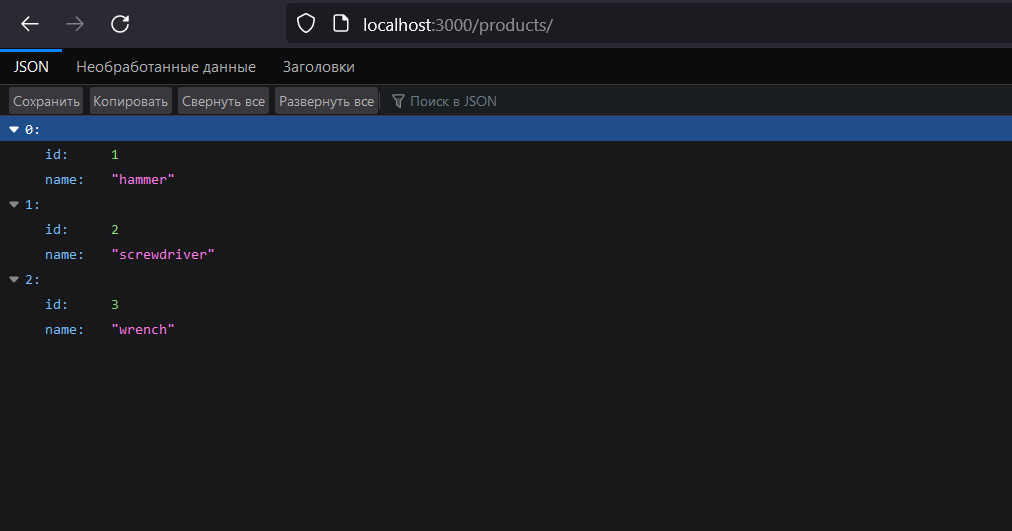 localhost:3000/products/
JSON Необработанные данные Заголовки
Сохранить Копировать Свернуть все Развернуть все Поиск в JSON
0:
id: 1
name: "hammer"
1:
id: 2
name: "screwdriver"
2:
id: 3
name: "wrench"